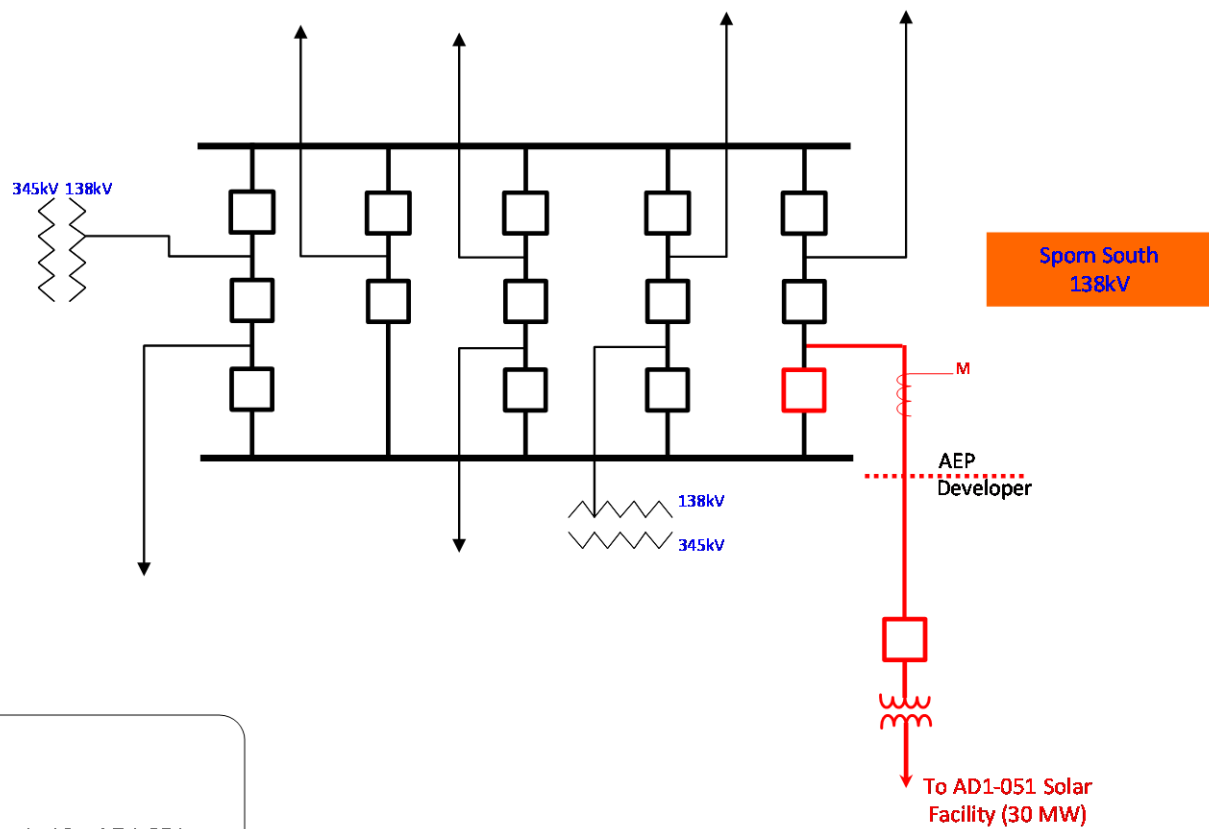 345kV 138kV
Sporn South
138kV
M
AEP
Developer
138kV
345kV
To AD1-051 Solar
Facility (30 MW)